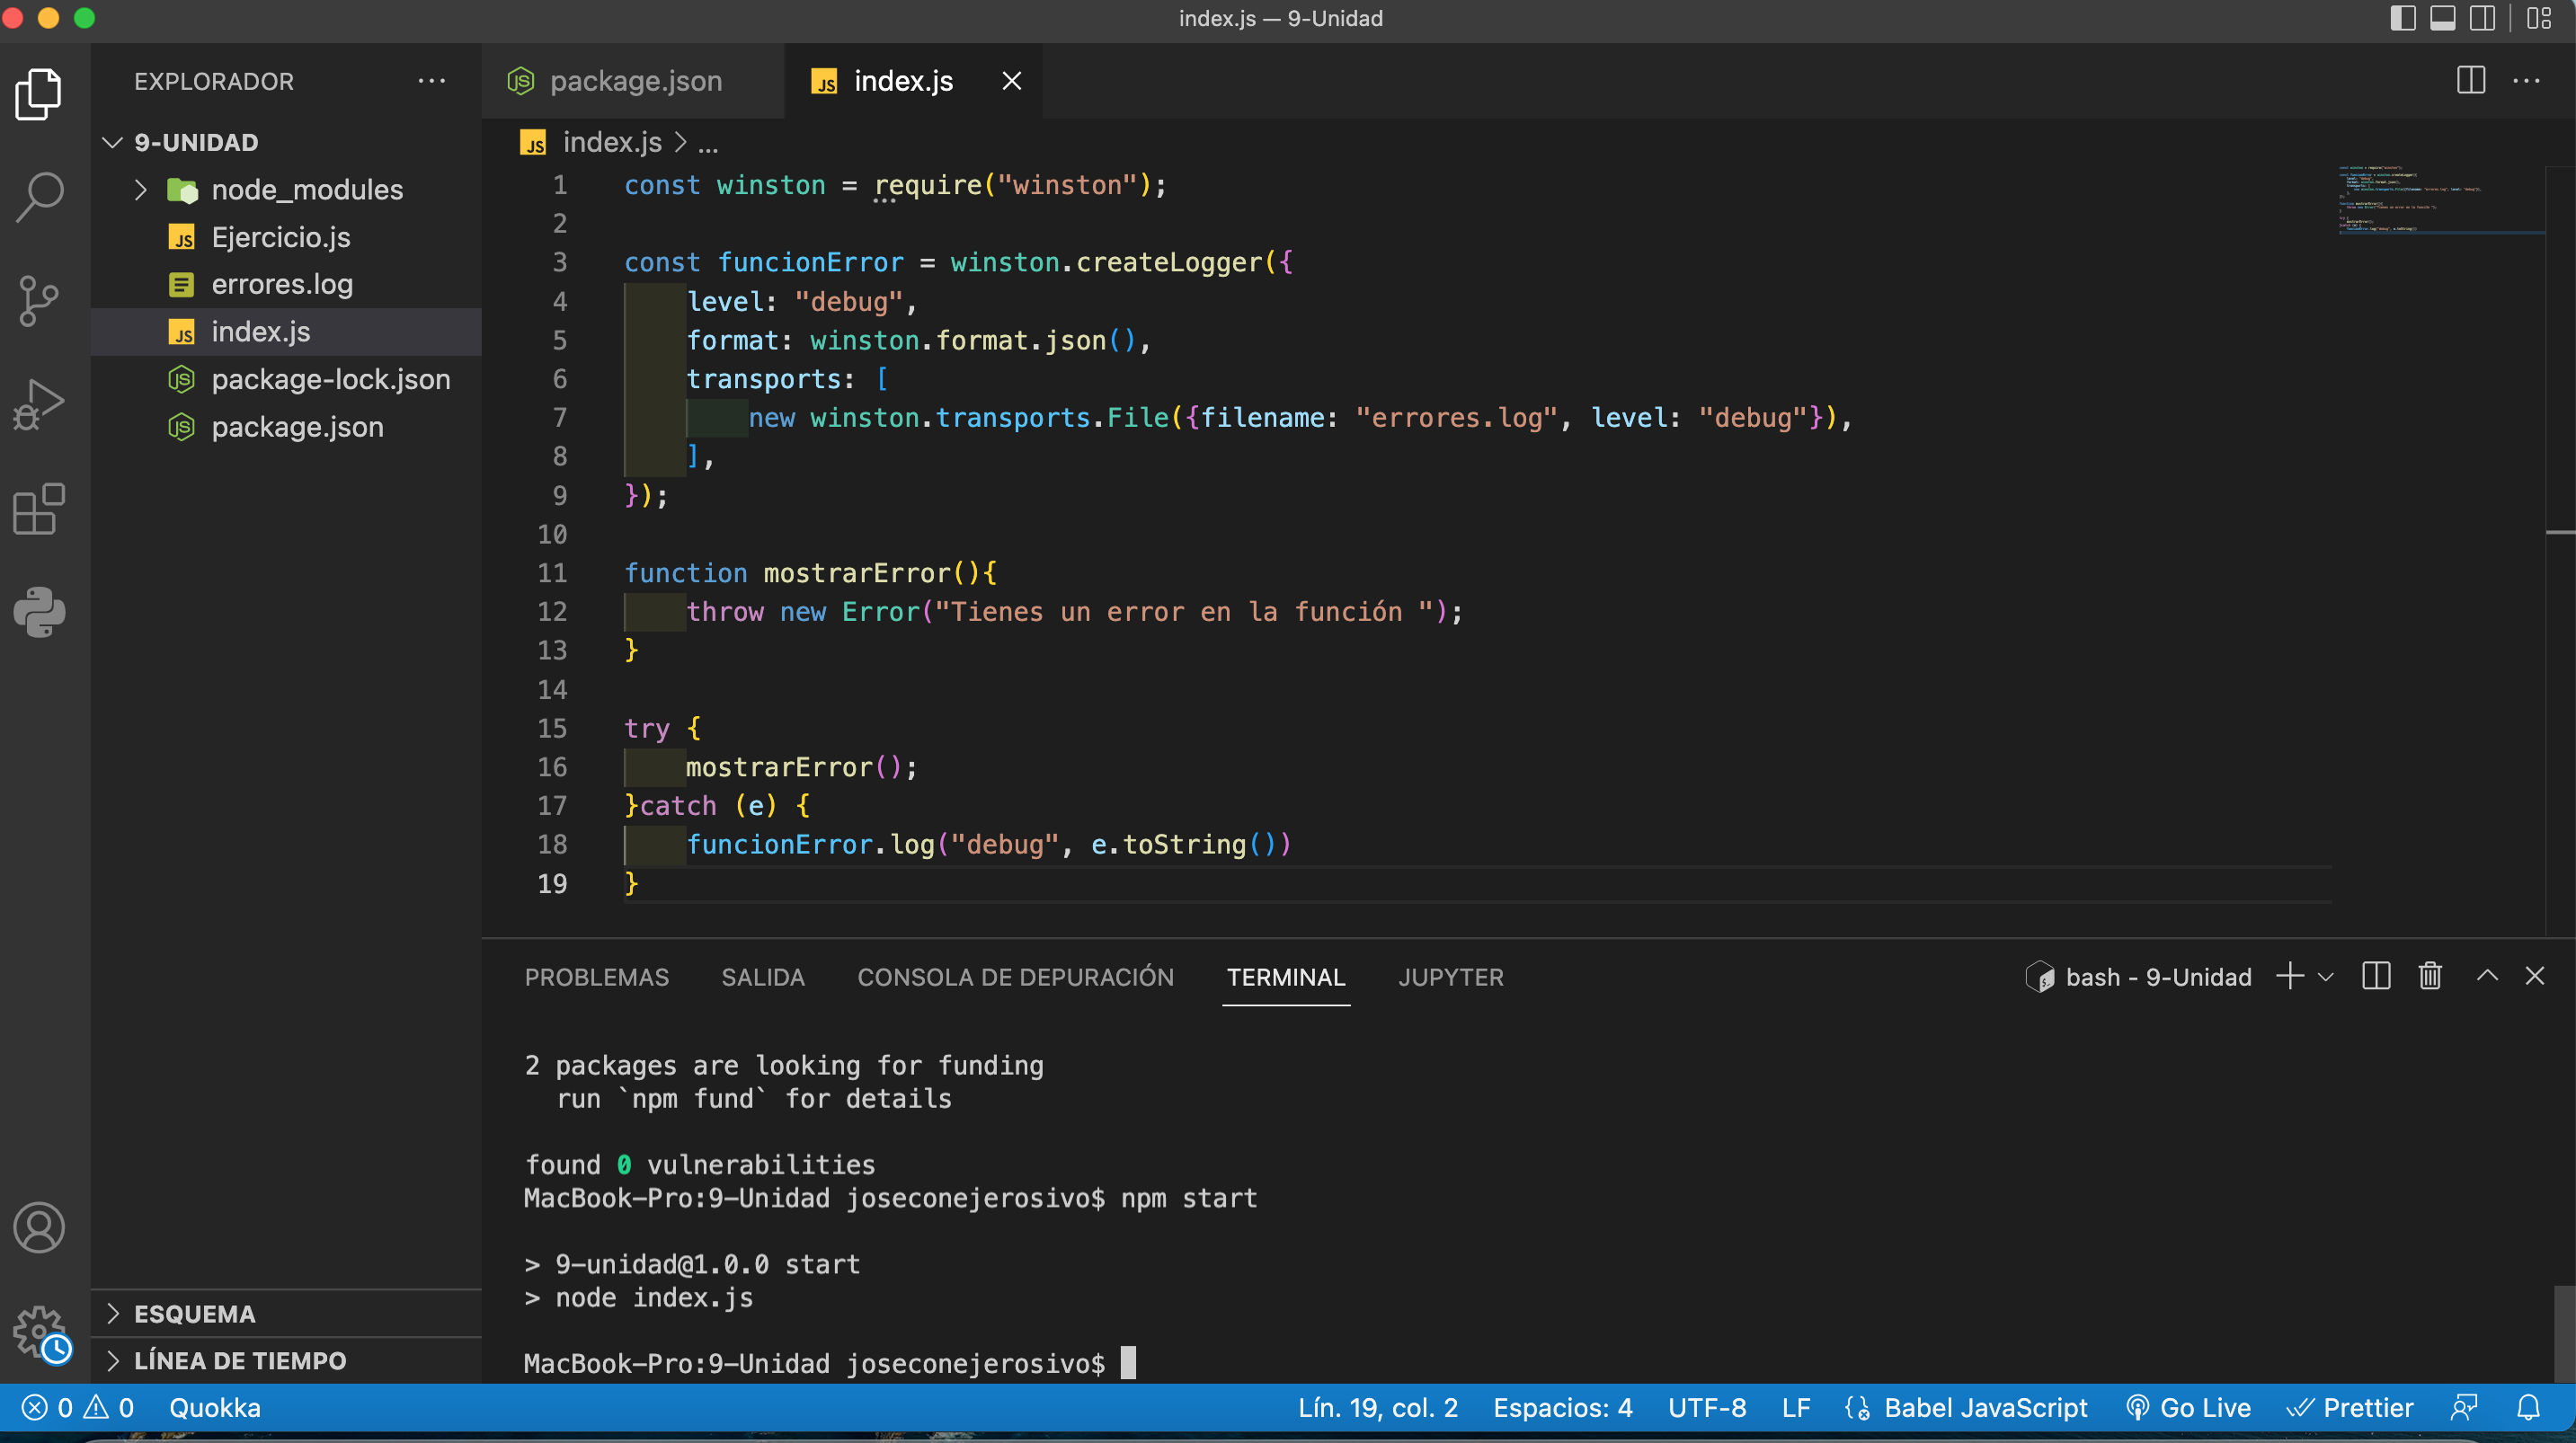 index.js — 9-Unidad
EXPLORADOR
package.json
index.js
9-UNIDAD
index.js > ...
node_modules
Ejercicio.js
errores.log
index.js
package-lock.json
package.json
1 const winston = require("winston");
2
3 const funcionError = winston.createLogger({
4 level: "debug",
5 format: winston.format.json(),
6 transports: [
7 new winston.transports.File({filename: "errores.log", level: "debug"}),
8 ],
9 });
10
11 function mostrarError(){
12 throw new Error("Tienes un error en la función ");
13 }
14
15 try {
16 mostrarError();
17 }catch (e) {
18 funcionError.log("debug", e.toString())
19 }
PROBLEMAS SALIDA CONSOLA DE DEPURACIÓN TERMINAL JUPYTER
bash - 9-Unidad
2 packages are looking for funding
run `npm fund` for details
found 0 vulnerabilities
MacBook-Pro:9-Unidad joseconejerosivo$ npm start
> 9-unidad@1.0.0 start
> node index.js
MacBook-Pro:9-Unidad joseconejerosivo$
ESQUEMA
LÍNEA DE TIEMPO
0 0 Quokka Lín. 19, col. 2 Espacios: 4 UTF-8 LF Babel JavaScript Go Live Prettier